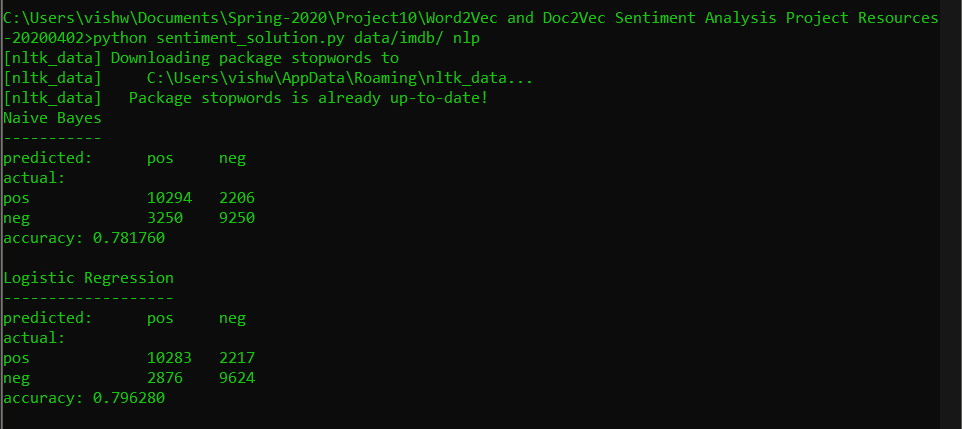 C:\Users\vishw\Documents\Spring-2020\Project10\Word2Vec and Doc2Vec Sentiment Analysis Project Resources
-20200402>python sentiment_solution.py data/imdb/ nlp
[nltk_data] Downloading package stopwords to
[nltk_data]     C:\Users\vishw\AppData\Roaming\nltk_data...
[nltk_data]   Package stopwords is already up-to-date!
Naive Bayes
-----------
predicted:      pos     neg
actual:
pos             10294   2206
neg             3250    9250
accuracy: 0.781760

Logistic Regression
-------------------
predicted:      pos     neg
actual:
pos             10283   2217
neg             2876    9624
accuracy: 0.796280